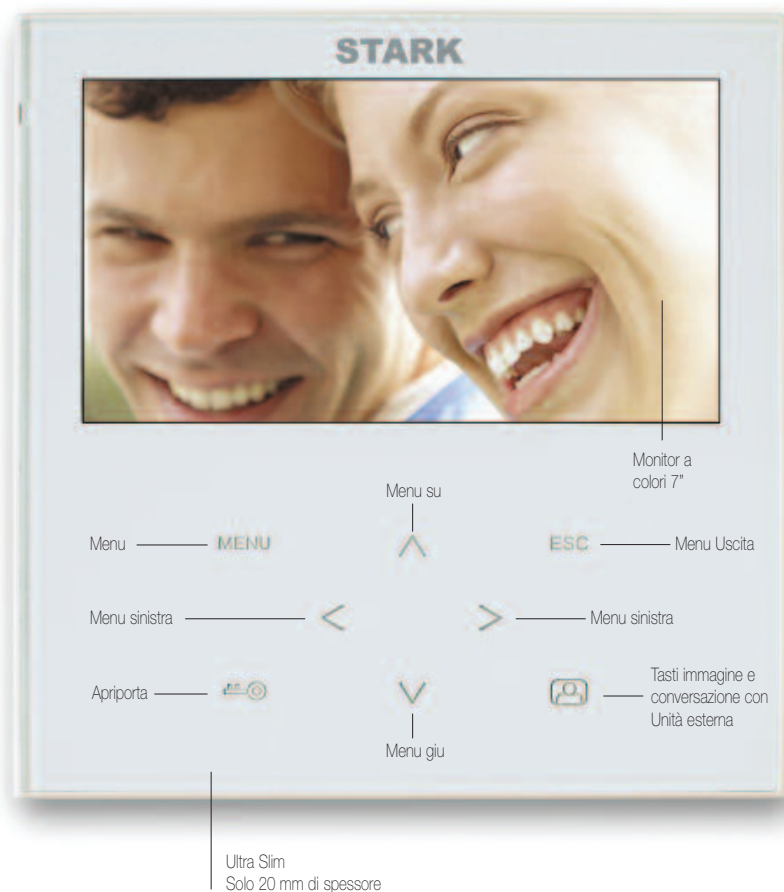 STARK
Monitor a
colori 7"
Menu su
Menu
MENU
ESC
Menu Uscita
Menu sinistra
Menu sinistra
Apriporta
Tasti immagine e
conversazione con
Unità esterna
Menu giu
Ultra Slim
Solo 20 mm di spessore